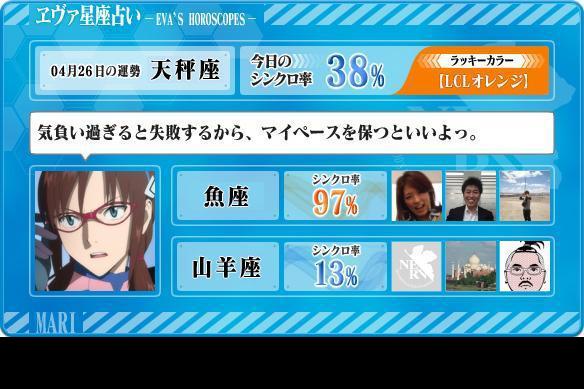 ヱヴァ星座占い －EVA`S HOROSCOPES－
04月26日の運勢 天秤座
今日の
シンクロ率 38%
ラッキーカラー
【LCLオレンジ】
気負い過ぎると失敗するから、マイペースを保つといいよっ。
魚座
シンクロ率
97%
山羊座
シンクロ率
13%
MARI